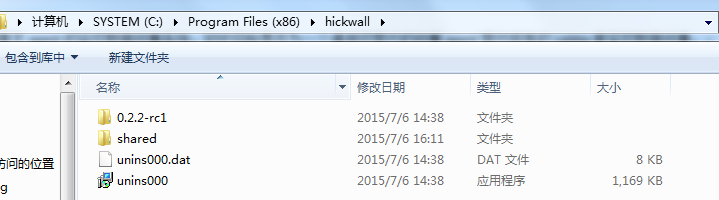 计算机 ▸ SYSTEM (C:) ▸ Program Files (x86) ▸ hickwall ▸
包含到库中 ▼ 新建文件夹
名称 修改日期 类型 大小
0.2.2-rc1 2015/7/6 14:38 文件夹
shared 2015/7/6 16:11 文件夹
访问的位置
unins000.dat 2015/7/6 14:38 DAT 文件 8 KB
unins000 2015/7/6 14:38 应用程序 1,169 KB